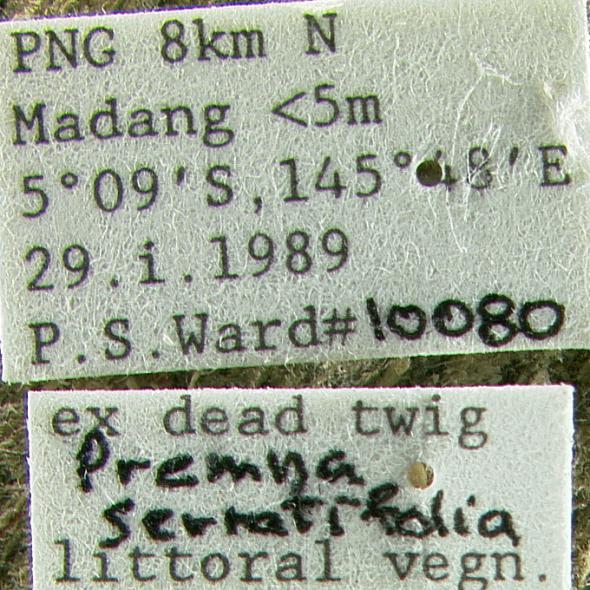 PNG 8km N
Madang <5m
5°09'S, 145°48'E
29.i.1989
P.S.Ward#10080
ex dead twig
Premna
serratifolia
littoral vegn.